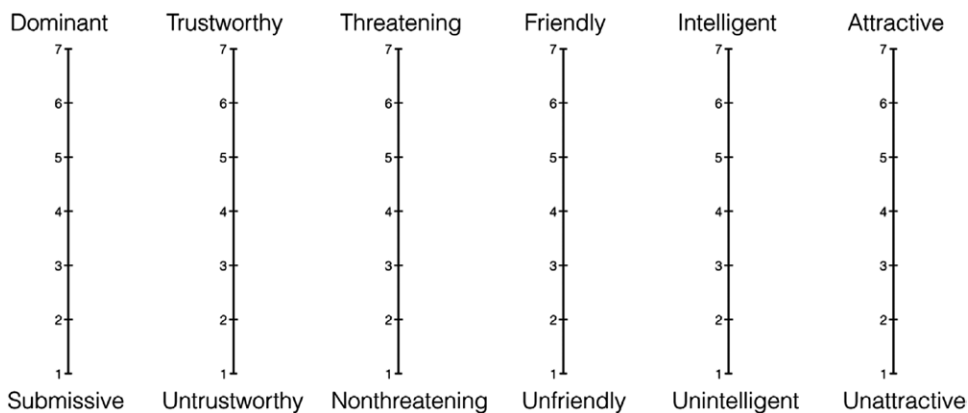 Dominant Trustworthy Threatening Friendly Intelligent Attractive
7 7 7 7 7 7
6 6 6 6 6 6
5 5 5 5 5 5
4 4 4 4 4 4
3 3 3 3 3 3
2 2 2 2 2 2
1 1 1 1 1 1
Submissive Untrustworthy Nonthreatening Unfriendly Unintelligent Unattractive